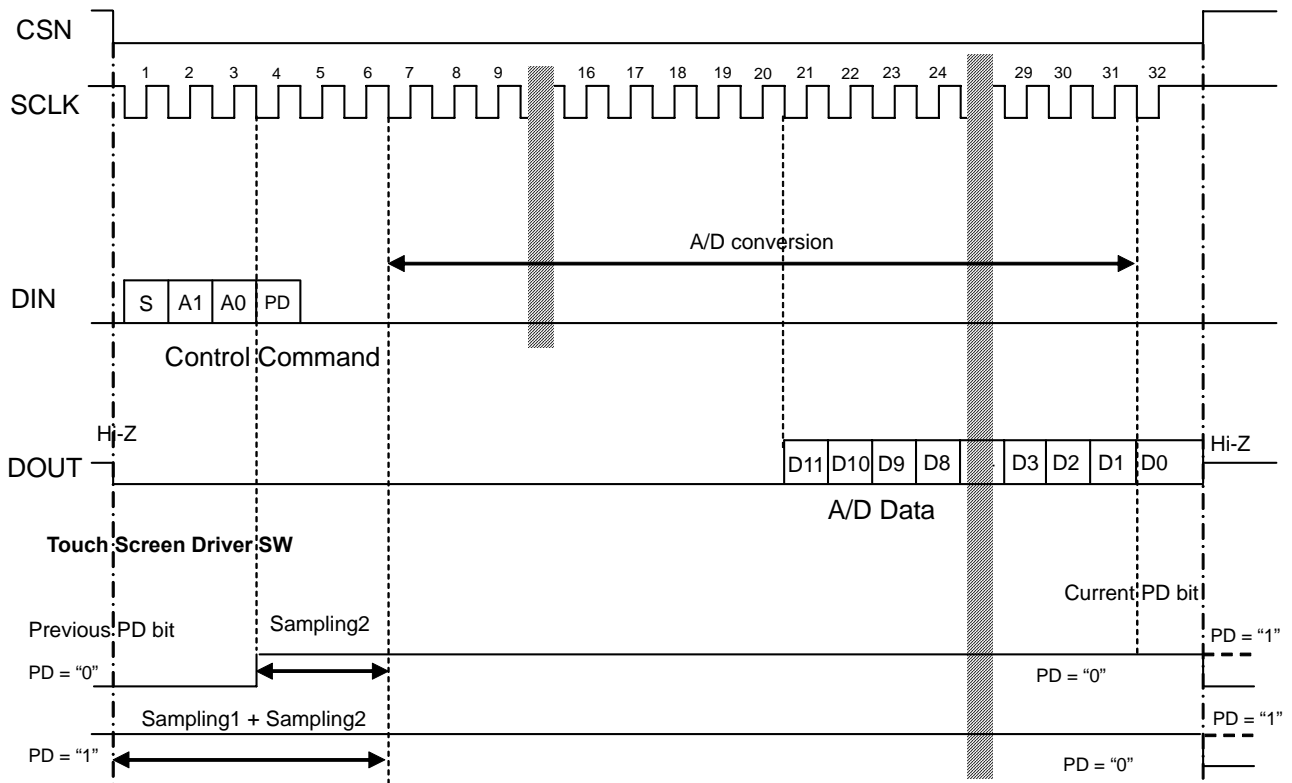 CSN
1 2 3 4 5 6 7 8 9 16 17 18 19 20 21 22 23 24 29 30 31 32
SCLK
A/D conversion
DIN S A1 A0 PD
Control Command
Hi-Z
DOUT D11 D10 D9 D8 D3 D2 D1 D0 Hi-Z
A/D Data
Touch Screen Driver SW
Current PD bit
Previous PD bit Sampling2 PD = “1”
PD = “0” PD = “0”
Sampling1 + Sampling2 PD = “1”
PD = “1” PD = “0”